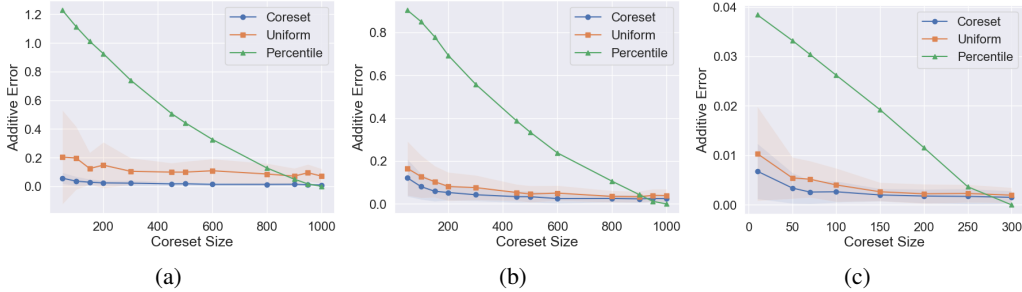 1.2
1.0
0.8
0.6
0.4
0.2
0.0
Additive Error
Coreset
Uniform
Percentile
200 400 600 800 1000
Coreset Size
(a)
0.8
0.6
0.4
0.2
0.0
Additive Error
Coreset
Uniform
Percentile
200 400 600 800 1000
Coreset Size
(b)
0.04
0.03
0.02
0.01
0.00
Additive Error
Coreset
Uniform
Percentile
0 50 100 150 200 250 300
Coreset Size
(c)